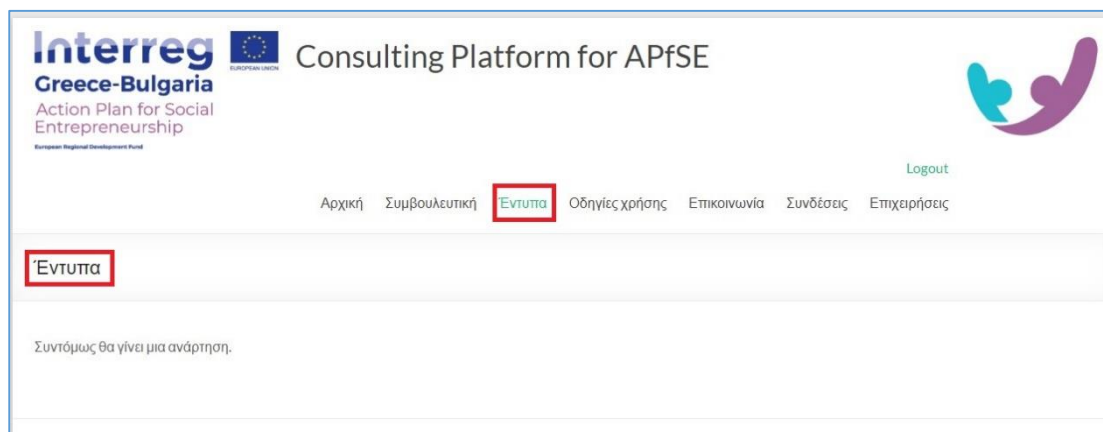 Interreg
EUROPEAN UNION
Greece-Bulgaria
Action Plan for Social
Entrepreneurship
European Regional Development Fund
Consulting Platform for APfSE
Logout
Αρχική Συμβουλευτική Έντυπα Οδηγίες χρήσης Επικοινωνία Συνδέσεις Επιχειρήσεις
Έντυπα
Συντόμως θα γίνει μια ανάρτηση.